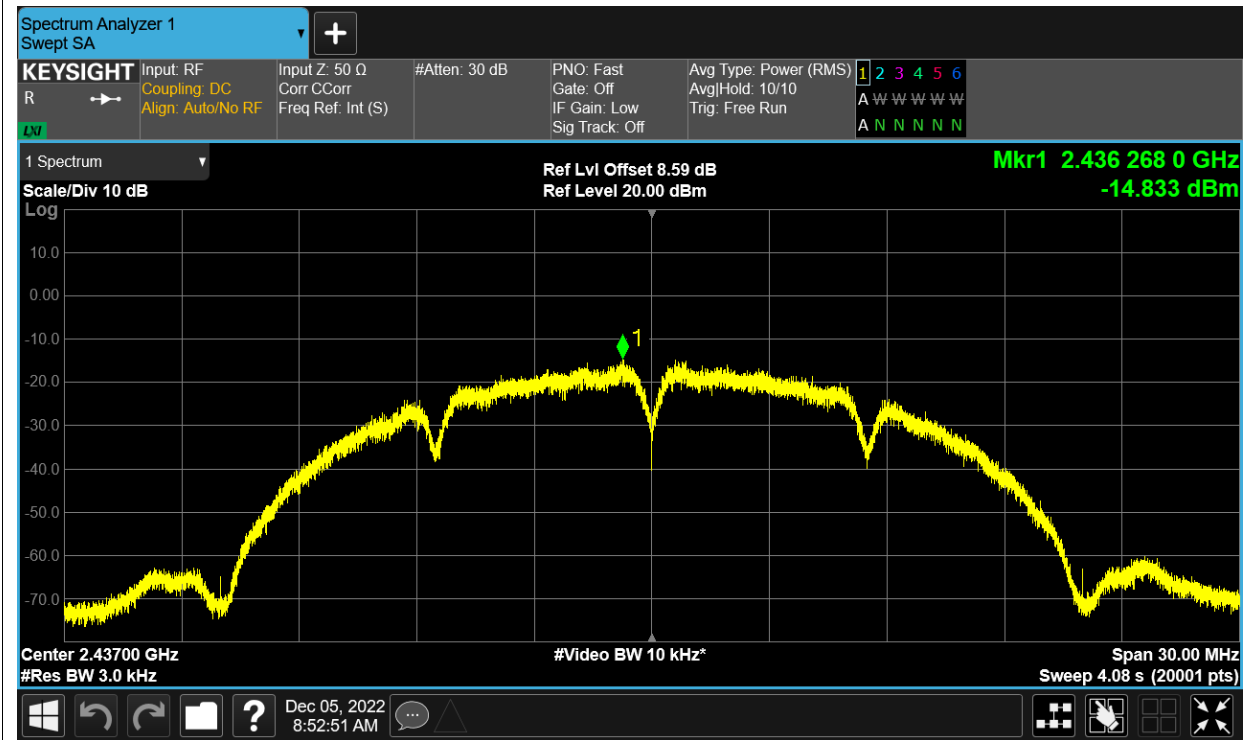 Spectrum Analyzer 1
Swept SA
KEYSIGHT
R
LXI
Input: RF
Coupling: DC
Align: Auto/No RF
Input Z: 50 Ω
Corr CCorr
Freq Ref: Int (S)
#Atten: 30 dB
PNO: Fast
Gate: Off
IF Gain: Low
Sig Track: Off
Avg Type: Power (RMS)
Avg|Hold: 10/10
Trig: Free Run
1 2 3 4 5 6
A W W W W W
A N N N N N
1 Spectrum
Scale/Div 10 dB
Ref Lvl Offset 8.59 dB
Ref Level 20.00 dBm
Mkr1 2.436 268 0 GHz
-14.833 dBm
Log
10.0
0.00
-10.0
1
-20.0
-30.0
-40.0
-50.0
-60.0
-70.0
Center 2.43700 GHz
#Video BW 10 kHz*
Span 30.00 MHz
#Res BW 3.0 kHz
Sweep 4.08 s (20001 pts)
?
Dec 05, 2022
8:52:51 AM